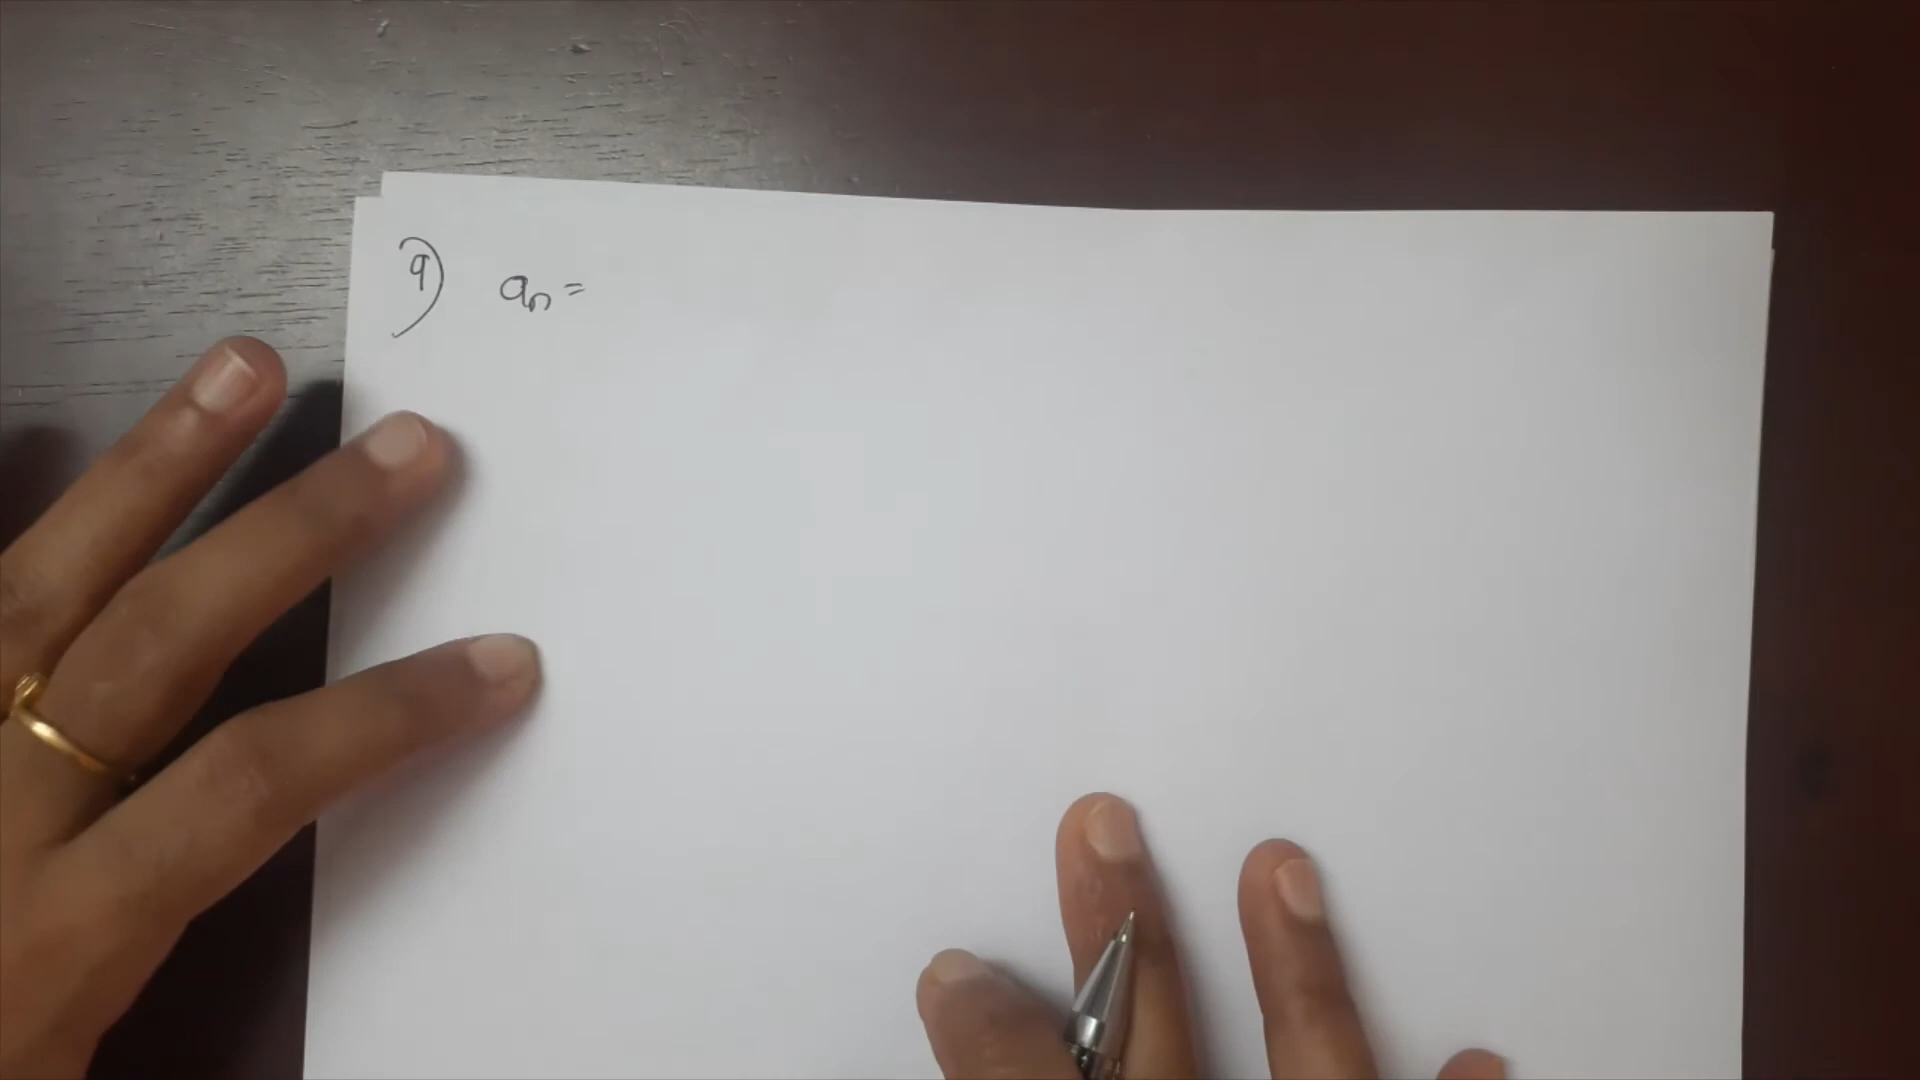 9) an =